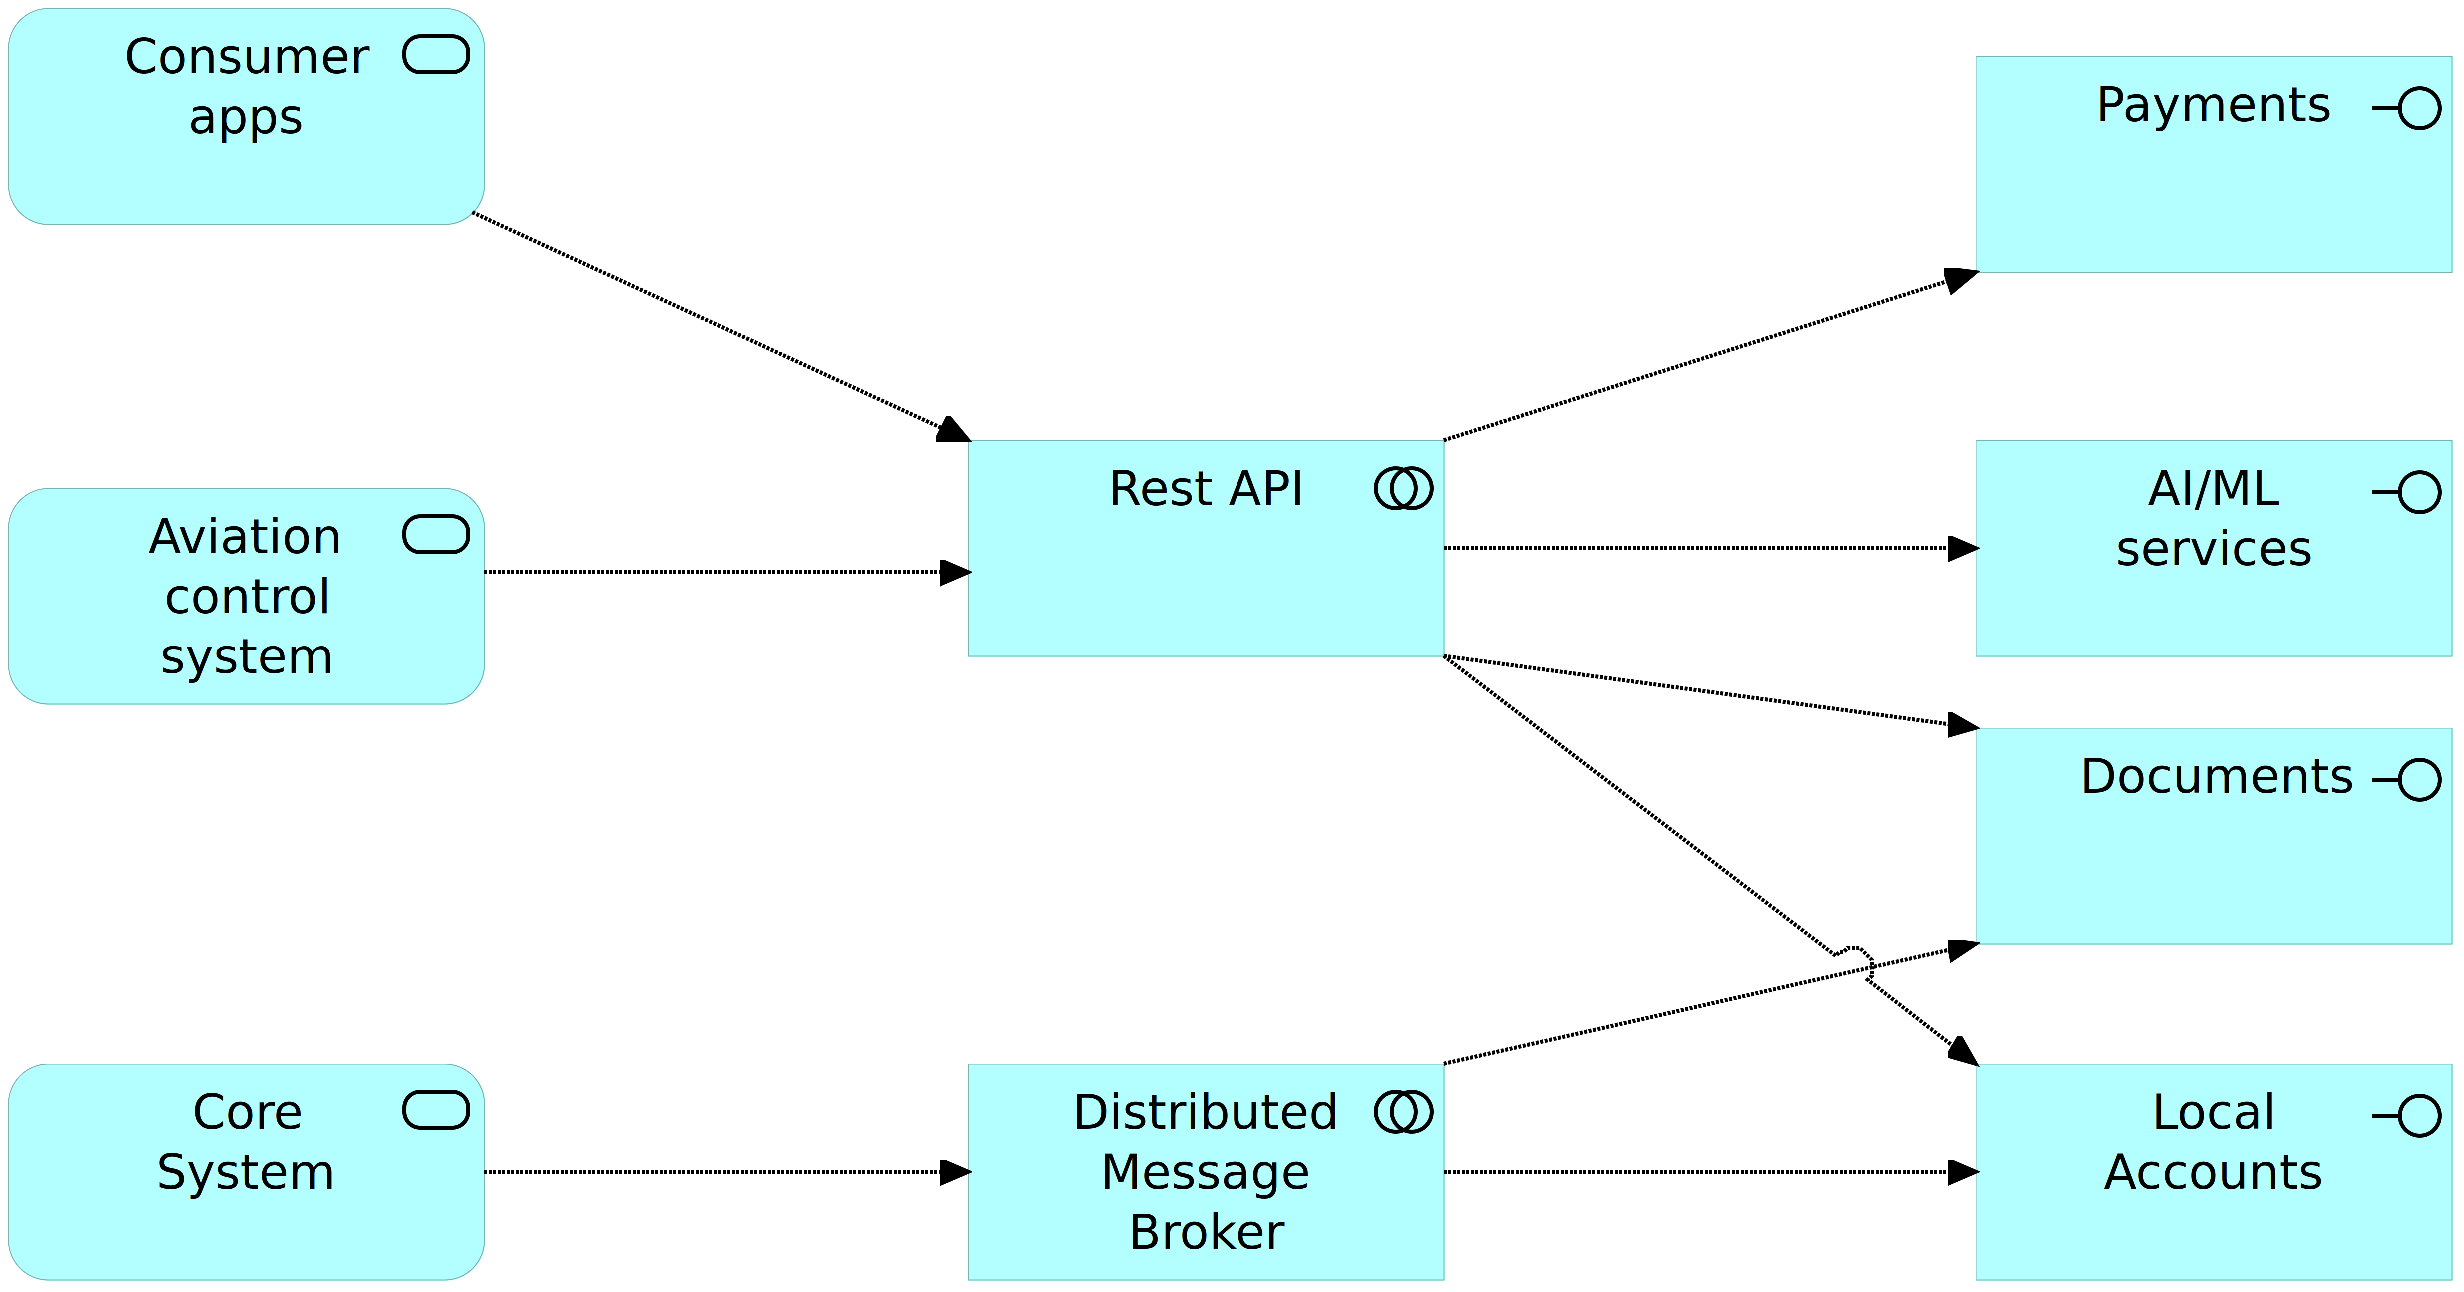 Consumer
apps
Payments
Rest API
AI/ML
services
Aviation
control
system
Documents
Core
System
Distributed
Message
Broker
Local
Accounts